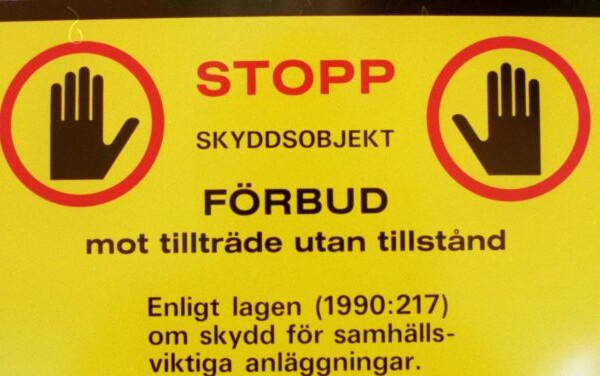 STOPP
SKYDDSOBJEKT
FÖRBUD
mot tillträde utan tillstånd
Enligt lagen (1990:217)
om skydd för samhälls-
viktiga anläggningar.